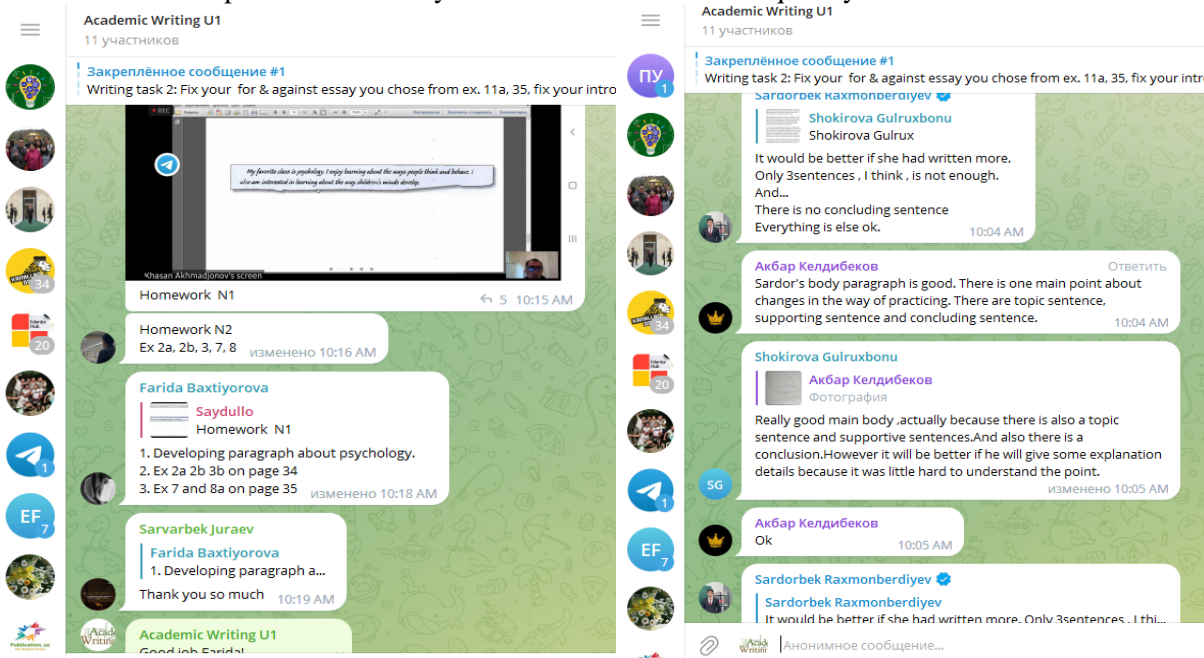 Academic Writing U1
11 участников
Закреплённое сообщение #1
Writing task 2: Fix your for & against essay you chose from ex. 11a, 35, fix your intro
REC
My favorite class is psychology. I enjoy learning about the ways people think and behave. I
also am interested in learning about the way children's minds develop.
Khasan Akhmadjonov's screen
Homework N1
5 10:15 AM
Homework N2
Ex 2a, 2b, 3, 7, 8 изменено 10:16 AM
34
20
Farida Baxtiyorova
Saydullo
Homework N1
1. Developing paragraph about psychology.
2. Ex 2a 2b 3b on page 34
3. Ex 7 and 8a on page 35 изменено 10:18 AM
1
EF
7
Sarvarbek Juraev
Farida Baxtiyorova
1. Developing paragraph a...
Thank you so much 10:19 AM
Academic Writing U1
Good job Farida!
Academic Writing U1
11 участников
Закреплённое сообщение #1
Writing task 2: Fix your for & against essay you chose from ex. 11a, 35, fix your intro
ПУ
1
Sardorbek Raxmonberdiyev
Shokirova Gulruxbonu
Shokirova Gulrux
It would be better if she had written more.
Only 3sentences , I think , is not enough.
And...
There is no concluding sentence
Everything is else ok. 10:04 AM
34
Mentor
Hub
20
Акбар Келдибеков
Ответить
Sardor's body paragraph is good. There is one main point about
changes in the way of practicing. There are topic sentence,
supporting sentence and concluding sentence. 10:04 AM
Shokirova Gulruxbonu
Акбар Келдибеков
Фотография
Really good main body ,actually because there is also a topic
sentence and supportive sentences.And also there is a
conclusion.However it will be better if he will give some explanation
details because it was little hard to understand the point.
изменено 10:05 AM
SG
1
Акбар Келдибеков
Ok 10:05 AM
EF
7
Sardorbek Raxmonberdiyev
Sardorbek Raxmonberdiyev
It would be better if she had written more. Only 3sentences , I thi...
Анонимное сообщение...